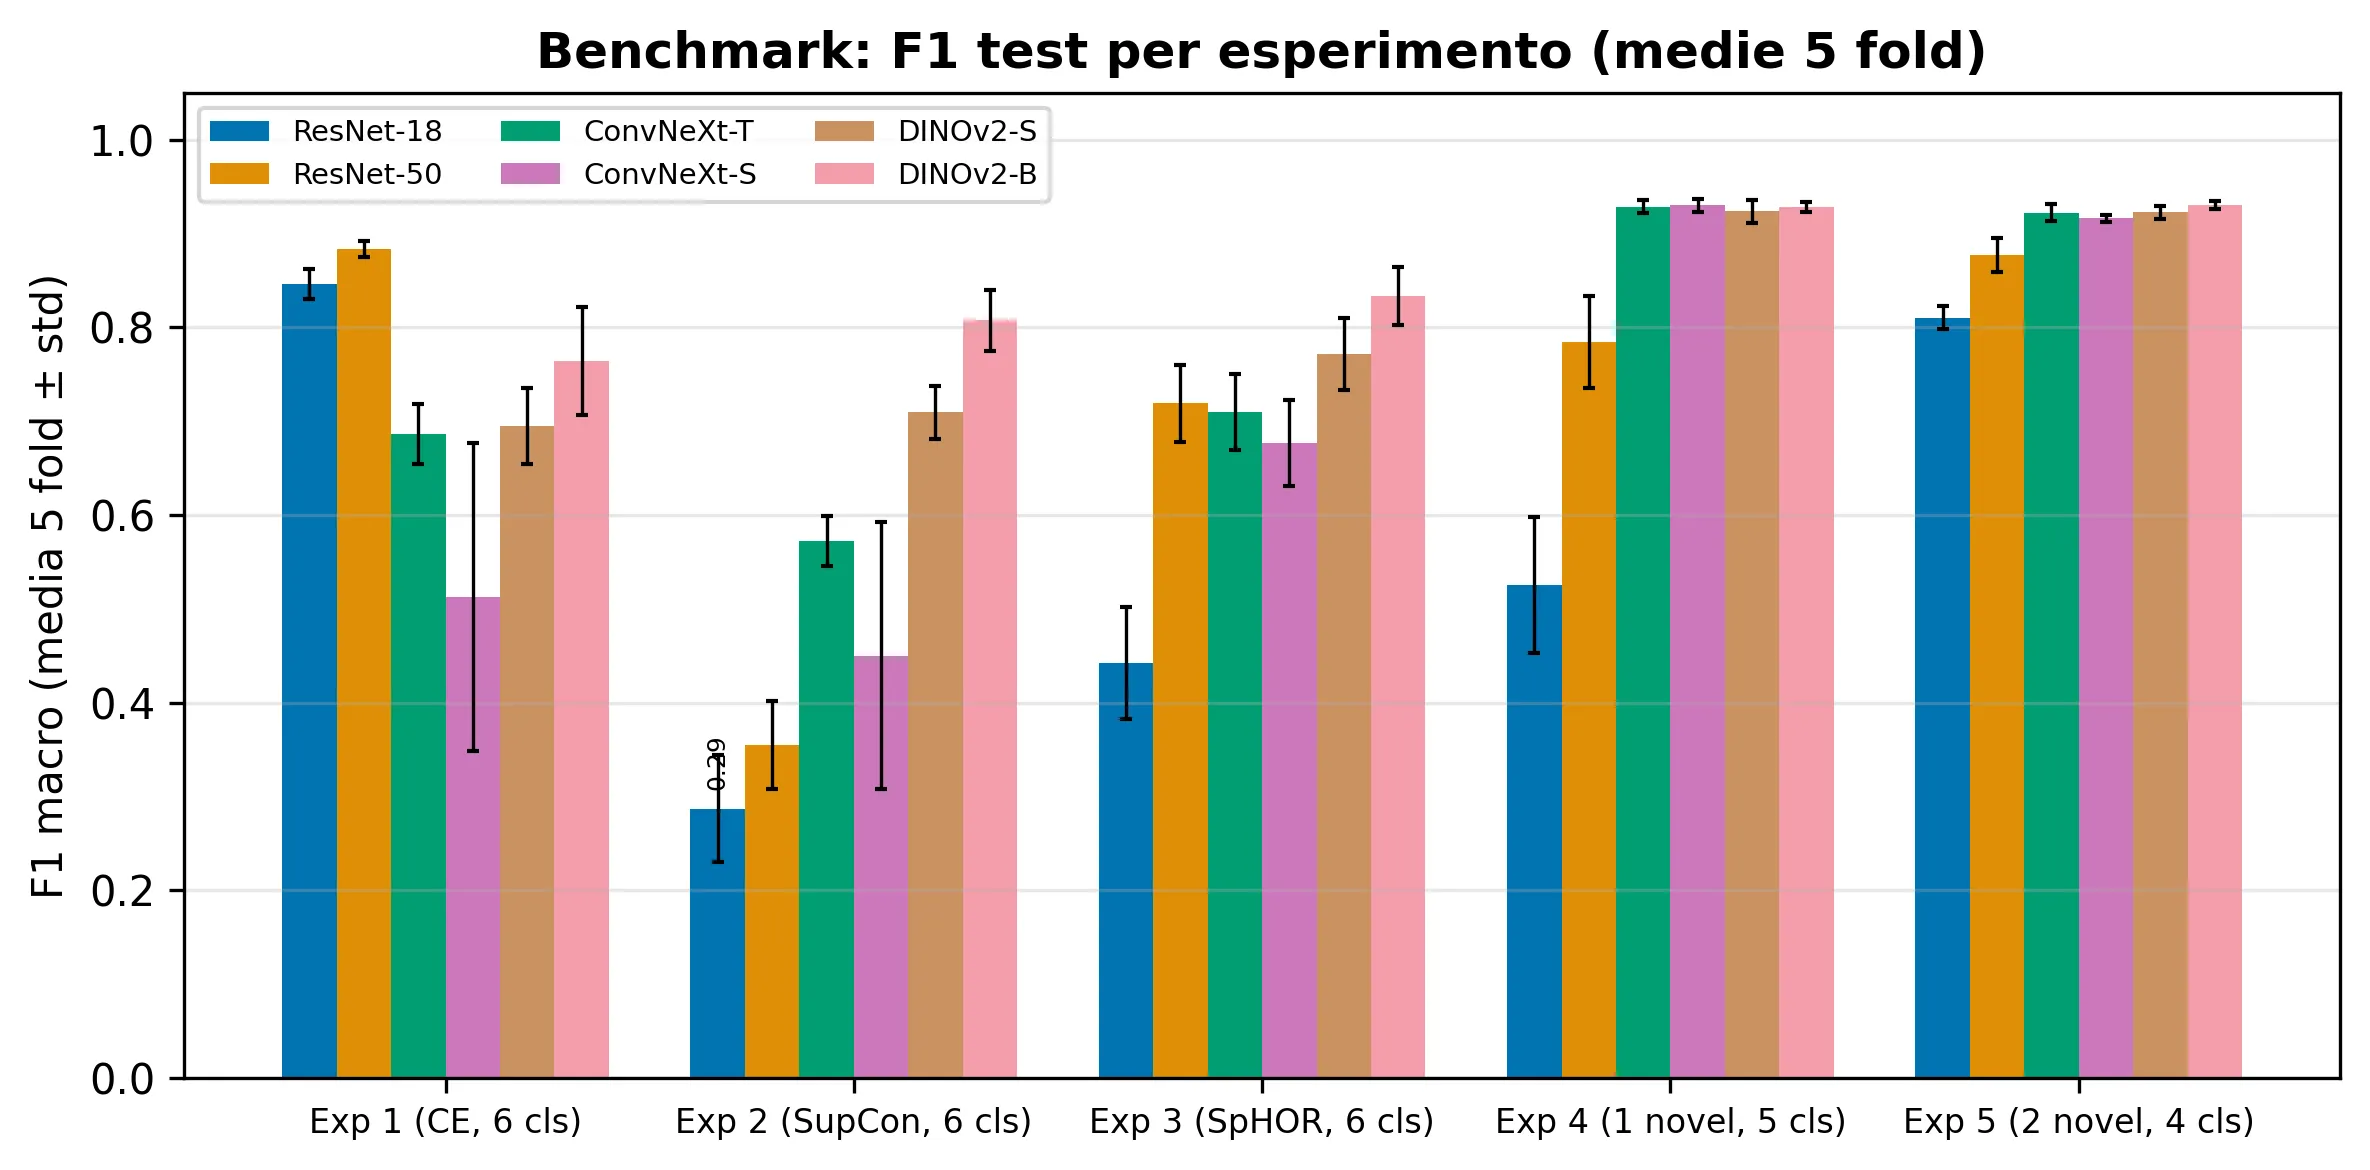 Benchmark: F1 test per esperimento (medie 5 fold)
ResNet-18
ResNet-50
ConvNeXt-T
ConvNeXt-S
DINOv2-S
DINOv2-B
F1 macro (media 5 fold ± std)
1.0
0.8
0.6
0.4
0.2
0.0
0.29
Exp 1 (CE, 6 cls)
Exp 2 (SupCon, 6 cls)
Exp 3 (SpHOR, 6 cls)
Exp 4 (1 novel, 5 cls)
Exp 5 (2 novel, 4 cls)